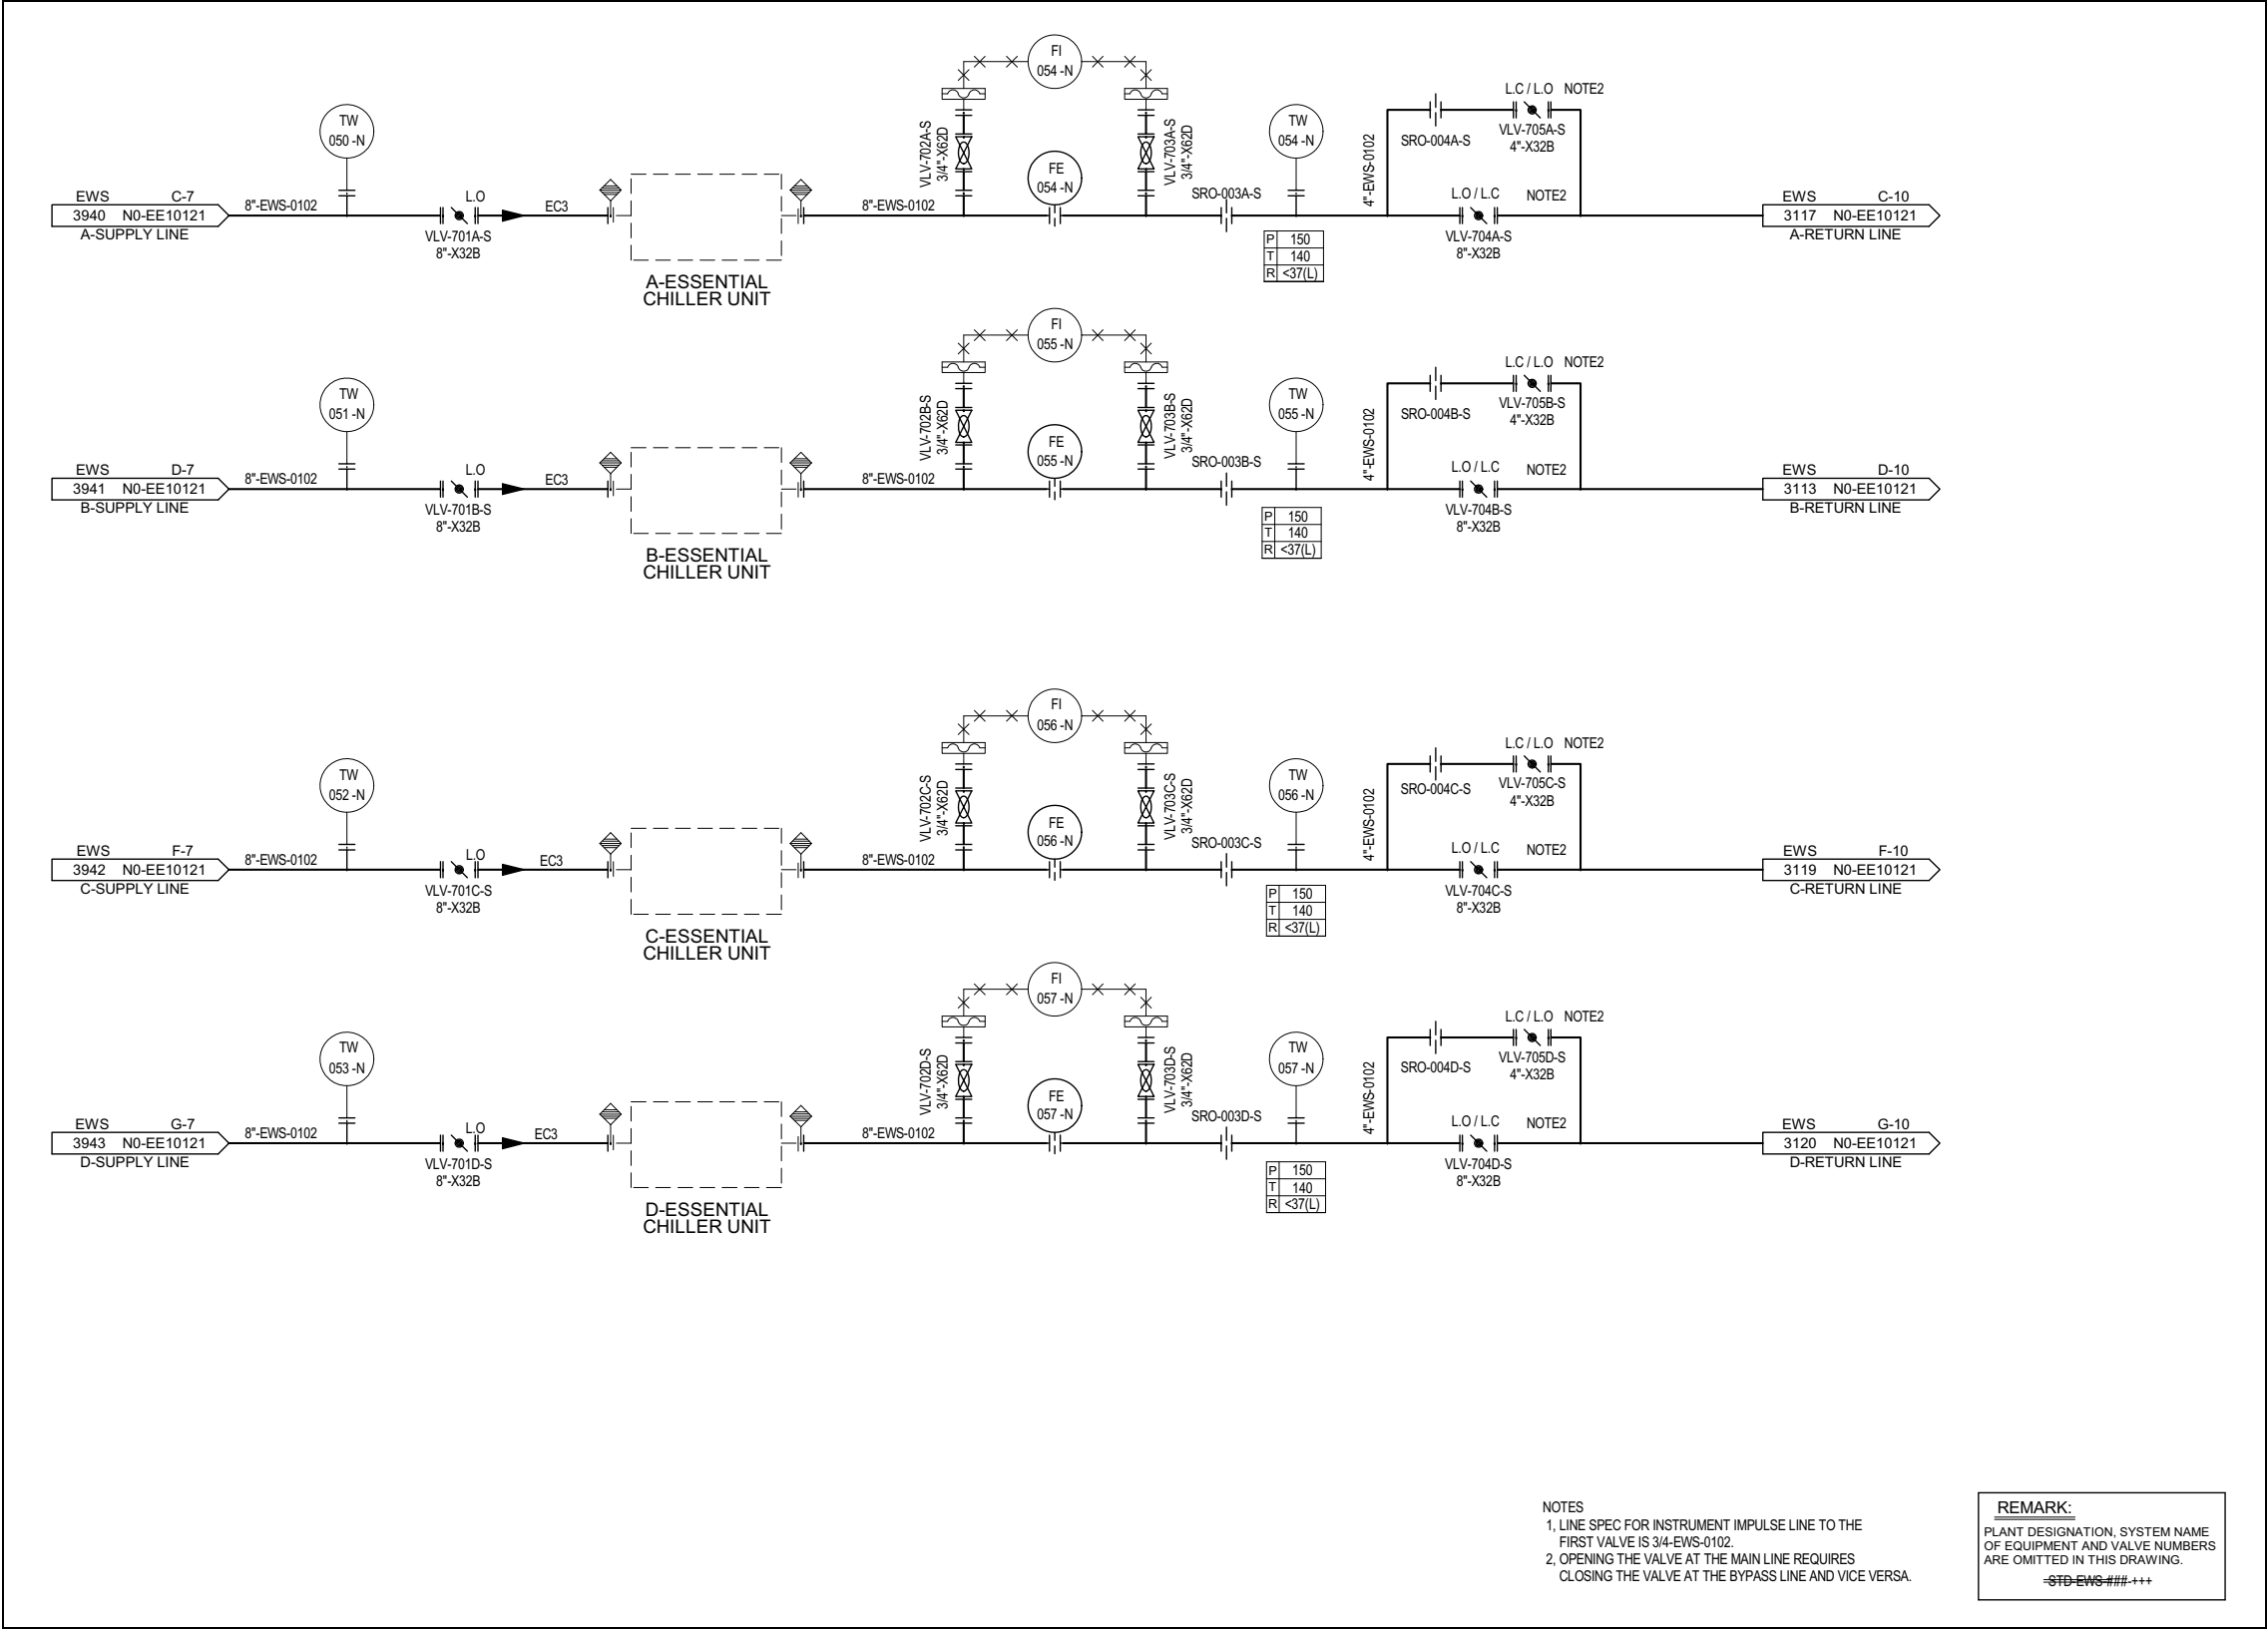 FI
054 -N
L.C / L.O NOTE2
TW
050 -N
VLV-702A-S
3/4"-X62D
VLV-703A-S
3/4"-X62D
TW
054 -N
SRO-004A-S
VLV-705A-S
4"-X32B
FE
054 -N
4"-EWS-0102
EWS C-7
3940 N0-EE10121
A-SUPPLY LINE
8"-EWS-0102
L.O
VLV-701A-S
8"-X32B
EC3
A-ESSENTIAL
CHILLER UNIT
8"-EWS-0102
SRO-003A-S
P 150
T 140
R <37(L)
L.O / L.C NOTE2
VLV-704A-S
8"-X32B
EWS C-10
3117 N0-EE10121
A-RETURN LINE
FI
055 -N
L.C / L.O NOTE2
TW
051 -N
VLV-702B-S
3/4"-X62D
VLV-703B-S
3/4"-X62D
TW
055 -N
SRO-004B-S
VLV-705B-S
4"-X32B
FE
055 -N
4"-EWS-0102
EWS D-7
3941 N0-EE10121
B-SUPPLY LINE
8"-EWS-0102
L.O
VLV-701B-S
8"-X32B
EC3
B-ESSENTIAL
CHILLER UNIT
8"-EWS-0102
SRO-003B-S
P 150
T 140
R <37(L)
L.O / L.C NOTE2
VLV-704B-S
8"-X32B
EWS D-10
3113 N0-EE10121
B-RETURN LINE
FI
056 -N
L.C / L.O NOTE2
TW
052 -N
VLV-702C-S
3/4"-X62D
VLV-703C-S
3/4"-X62D
TW
056 -N
SRO-004C-S
VLV-705C-S
4"-X32B
FE
056 -N
4"-EWS-0102
EWS F-7
3942 N0-EE10121
C-SUPPLY LINE
8"-EWS-0102
L.O
VLV-701C-S
8"-X32B
EC3
C-ESSENTIAL
CHILLER UNIT
8"-EWS-0102
SRO-003C-S
P 150
T 140
R <37(L)
L.O / L.C NOTE2
VLV-704C-S
8"-X32B
EWS F-10
3119 N0-EE10121
C-RETURN LINE
FI
057 -N
L.C / L.O NOTE2
TW
053 -N
VLV-702D-S
3/4"-X62D
VLV-703D-S
3/4"-X62D
TW
057 -N
SRO-004D-S
VLV-705D-S
4"-X32B
FE
057 -N
4"-EWS-0102
EWS G-7
3943 N0-EE10121
D-SUPPLY LINE
8"-EWS-0102
L.O
VLV-701D-S
8"-X32B
EC3
D-ESSENTIAL
CHILLER UNIT
8"-EWS-0102
SRO-003D-S
P 150
T 140
R <37(L)
L.O / L.C NOTE2
VLV-704D-S
8"-X32B
EWS G-10
3120 N0-EE10121
D-RETURN LINE
NOTES
1, LINE SPEC FOR INSTRUMENT IMPULSE LINE TO THE
FIRST VALVE IS 3/4-EWS-0102.
2, OPENING THE VALVE AT THE MAIN LINE REQUIRES
CLOSING THE VALVE AT THE BYPASS LINE AND VICE VERSA.
REMARK:
PLANT DESIGNATION, SYSTEM NAME
OF EQUIPMENT AND VALVE NUMBERS
ARE OMITTED IN THIS DRAWING.
STD-EWS-###-+++